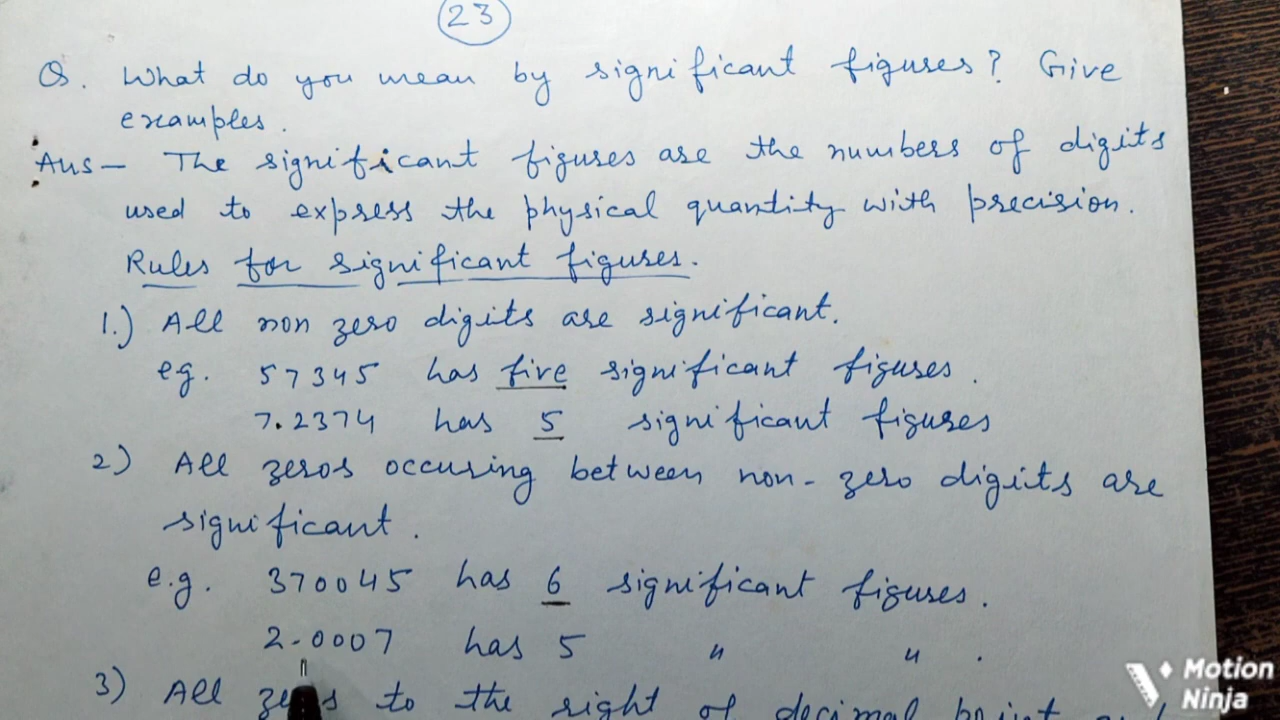 23
Q. What do you mean by significant figures? Give
examples.
Ans - The significant figures are the numbers of digits
used to express the physical quantity with precision.
Rules for significant figures.
1.) All non zero digits are significant.
eg. 57345 has five significant figures.
7.2374 has 5 significant figures
2) All zeros occuring between non-zero digits are
significant.
e.g. 370045 has 6 significant figures.
2.0007 has 5 " " .
3) All to the right of decimal point
Motion
Ninja